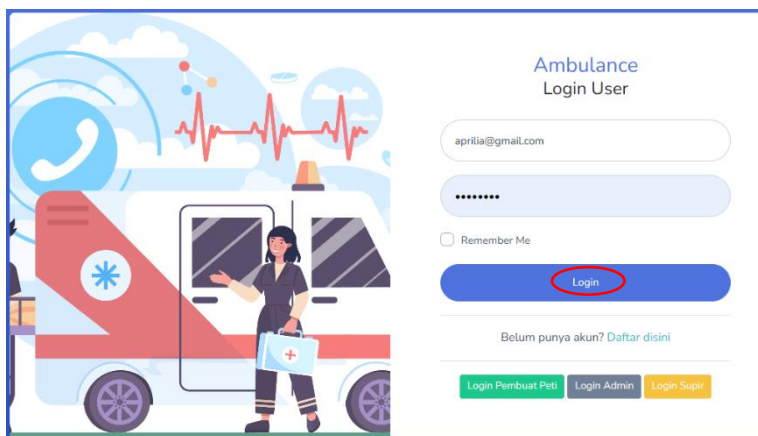 Ambulance
Login User
aprilia@gmail.com
••••••••
Remember Me
Login
Belum punya akun? Daftar disini
Login Pembuat Peti Login Admin Login Supir